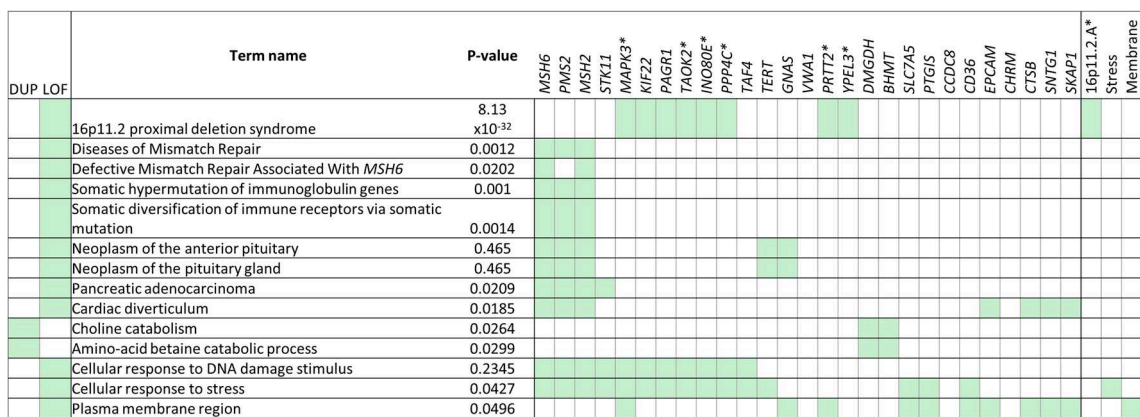 DUP LOF Term name P-value MSH6 PMS2 MSH2 STK11 MAPK3* KIF22 PAGR1 TAOK2* INO80E* PPP4C* TAF4 TERT GNAS VWA1 PRTT2* YPEL3* DMGDH BHMT SLC7A5 PTGIS CCDC8 CD36 EPCAM CHRM CTSB SNTG1 SKAP1 16p11.2.A* Stress Membrane
8.13
16p11.2 proximal deletion syndrome x10-32
Diseases of Mismatch Repair 0.0012
Defective Mismatch Repair Associated With MSH6 0.0202
Somatic hypermutation of immunoglobulin genes 0.001
Somatic diversification of immune receptors via somatic
mutation 0.0014
Neoplasm of the anterior pituitary 0.465
Neoplasm of the pituitary gland 0.465
Pancreatic adenocarcinoma 0.0209
Cardiac diverticulum 0.0185
Choline catabolism 0.0264
Amino-acid betaine catabolic process 0.0299
Cellular response to DNA damage stimulus 0.2345
Cellular response to stress 0.0427
Plasma membrane region 0.0496